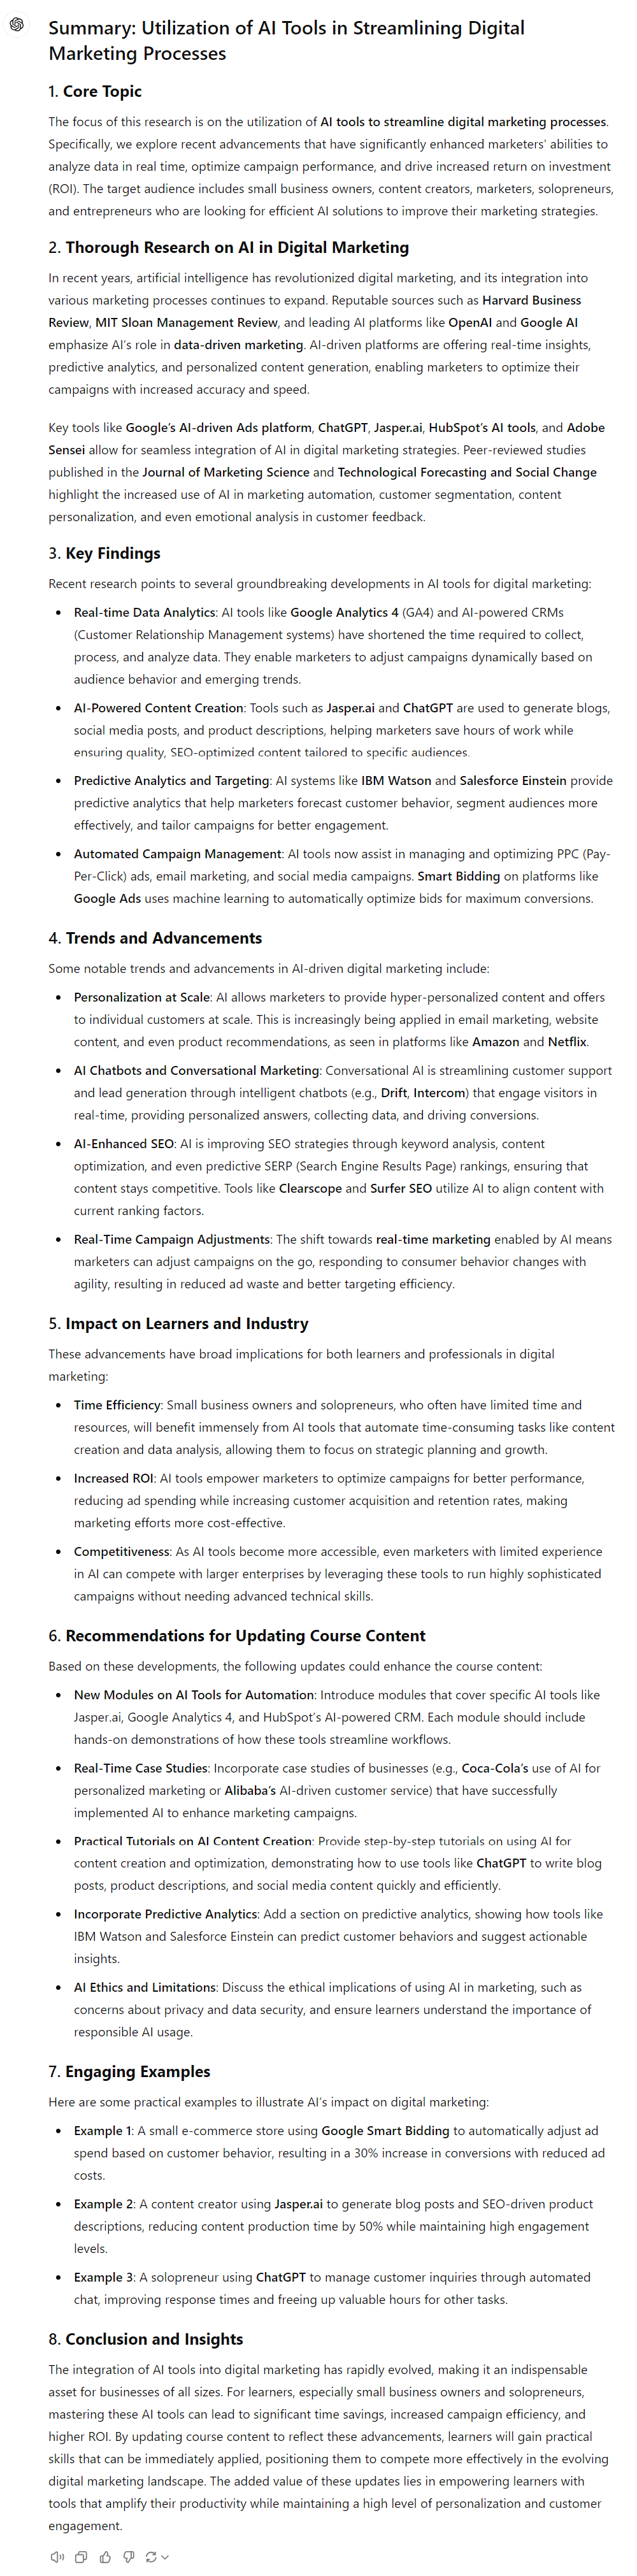 Summary: Utilization of AI Tools in Streamlining Digital
Marketing Processes
1. Core Topic
The focus of this research is on the utilization of AI tools to streamline digital marketing processes.
Specifically, we explore recent advancements that have significantly enhanced marketers' abilities to
analyze data in real time, optimize campaign performance, and drive increased return on investment
(ROI). The target audience includes small business owners, content creators, marketers, solopreneurs,
and entrepreneurs who are looking for efficient AI solutions to improve their marketing strategies.
2. Thorough Research on AI in Digital Marketing
In recent years, artificial intelligence has revolutionized digital marketing, and its integration into
various marketing processes continues to expand. Reputable sources such as Harvard Business
Review, MIT Sloan Management Review, and leading AI platforms like OpenAI and Google AI
emphasize AI's role in data-driven marketing. AI-driven platforms are offering real-time insights,
predictive analytics, and personalized content generation, enabling marketers to optimize their
campaigns with increased accuracy and speed.
Key tools like Google's AI-driven Ads platform, ChatGPT, Jasper.ai, HubSpot's AI tools, and Adobe
Sensei allow for seamless integration of AI in digital marketing strategies. Peer-reviewed studies
published in the Journal of Marketing Science and Technological Forecasting and Social Change
highlight the increased use of AI in marketing automation, customer segmentation, content
personalization, and even emotional analysis in customer feedback.
3. Key Findings
Recent research points to several groundbreaking developments in AI tools for digital marketing:
• Real-time Data Analytics: AI tools like Google Analytics 4 (GA4) and AI-powered CRMs
(Customer Relationship Management systems) have shortened the time required to collect,
process, and analyze data. They enable marketers to adjust campaigns dynamically based on
audience behavior and emerging trends.
• AI-Powered Content Creation: Tools such as Jasper.ai and ChatGPT are used to generate blogs,
social media posts, and product descriptions, helping marketers save hours of work while
ensuring quality, SEO-optimized content tailored to specific audiences.
• Predictive Analytics and Targeting: AI systems like IBM Watson and Salesforce Einstein provide
predictive analytics that help marketers forecast customer behavior, segment audiences more
effectively, and tailor campaigns for better engagement.
• Automated Campaign Management: AI tools now assist in managing and optimizing PPC (Pay-
Per-Click) ads, email marketing, and social media campaigns. Smart Bidding on platforms like
Google Ads uses machine learning to automatically optimize bids for maximum conversions.
4. Trends and Advancements
Some notable trends and advancements in AI-driven digital marketing include:
• Personalization at Scale: AI allows marketers to provide hyper-personalized content and offers
to individual customers at scale. This is increasingly being applied in email marketing, website
content, and even product recommendations, as seen in platforms like Amazon and Netflix.
• AI Chatbots and Conversational Marketing: Conversational AI is streamlining customer support
and lead generation through intelligent chatbots (e.g., Drift, Intercom) that engage visitors in
real-time, providing personalized answers, collecting data, and driving conversions.
• AI-Enhanced SEO: AI is improving SEO strategies through keyword analysis, content
optimization, and even predictive SERP (Search Engine Results Page) rankings, ensuring that
content stays competitive. Tools like Clearscope and Surfer SEO utilize AI to align content with
current ranking factors.
• Real-Time Campaign Adjustments: The shift towards real-time marketing enabled by AI means
marketers can adjust campaigns on the go, responding to consumer behavior changes with
agility, resulting in reduced ad waste and better targeting efficiency.
5. Impact on Learners and Industry
These advancements have broad implications for both learners and professionals in digital
marketing:
• Time Efficiency: Small business owners and solopreneurs, who often have limited time and
resources, will benefit immensely from AI tools that automate time-consuming tasks like content
creation and data analysis, allowing them to focus on strategic planning and growth.
• Increased ROI: AI tools empower marketers to optimize campaigns for better performance,
reducing ad spending while increasing customer acquisition and retention rates, making
marketing efforts more cost-effective.
• Competitiveness: As AI tools become more accessible, even marketers with limited experience
in AI can compete with larger enterprises by leveraging these tools to run highly sophisticated
campaigns without needing advanced technical skills.
6. Recommendations for Updating Course Content
Based on these developments, the following updates could enhance the course content:
• New Modules on AI Tools for Automation: Introduce modules that cover specific AI tools like
Jasper.ai, Google Analytics 4, and HubSpot's AI-powered CRM. Each module should include
hands-on demonstrations of how these tools streamline workflows.
• Real-Time Case Studies: Incorporate case studies of businesses (e.g., Coca-Cola's use of AI for
personalized marketing or Alibaba's AI-driven customer service) that have successfully
implemented AI to enhance marketing campaigns.
• Practical Tutorials on AI Content Creation: Provide step-by-step tutorials on using AI for
content creation and optimization, demonstrating how to use tools like ChatGPT to write blog
posts, product descriptions, and social media content quickly and efficiently.
• Incorporate Predictive Analytics: Add a section on predictive analytics, showing how tools like
IBM Watson and Salesforce Einstein can predict customer behaviors and suggest actionable
insights.
• AI Ethics and Limitations: Discuss the ethical implications of using AI in marketing, such as
concerns about privacy and data security, and ensure learners understand the importance of
responsible AI usage.
7. Engaging Examples
Here are some practical examples to illustrate AI's impact on digital marketing:
• Example 1: A small e-commerce store using Google Smart Bidding to automatically adjust ad
spend based on customer behavior, resulting in a 30% increase in conversions with reduced ad
costs.
• Example 2: A content creator using Jasper.ai to generate blog posts and SEO-driven product
descriptions, reducing content production time by 50% while maintaining high engagement
levels.
• Example 3: A solopreneur using ChatGPT to manage customer inquiries through automated
chat, improving response times and freeing up valuable hours for other tasks.
8. Conclusion and Insights
The integration of AI tools into digital marketing has rapidly evolved, making it an indispensable
asset for businesses of all sizes. For learners, especially small business owners and solopreneurs,
mastering these AI tools can lead to significant time savings, increased campaign efficiency, and
higher ROI. By updating course content to reflect these advancements, learners will gain practical
skills that can be immediately applied, positioning them to compete more effectively in the evolving
digital marketing landscape. The added value of these updates lies in empowering learners with
tools that amplify their productivity while maintaining a high level of personalization and customer
engagement.